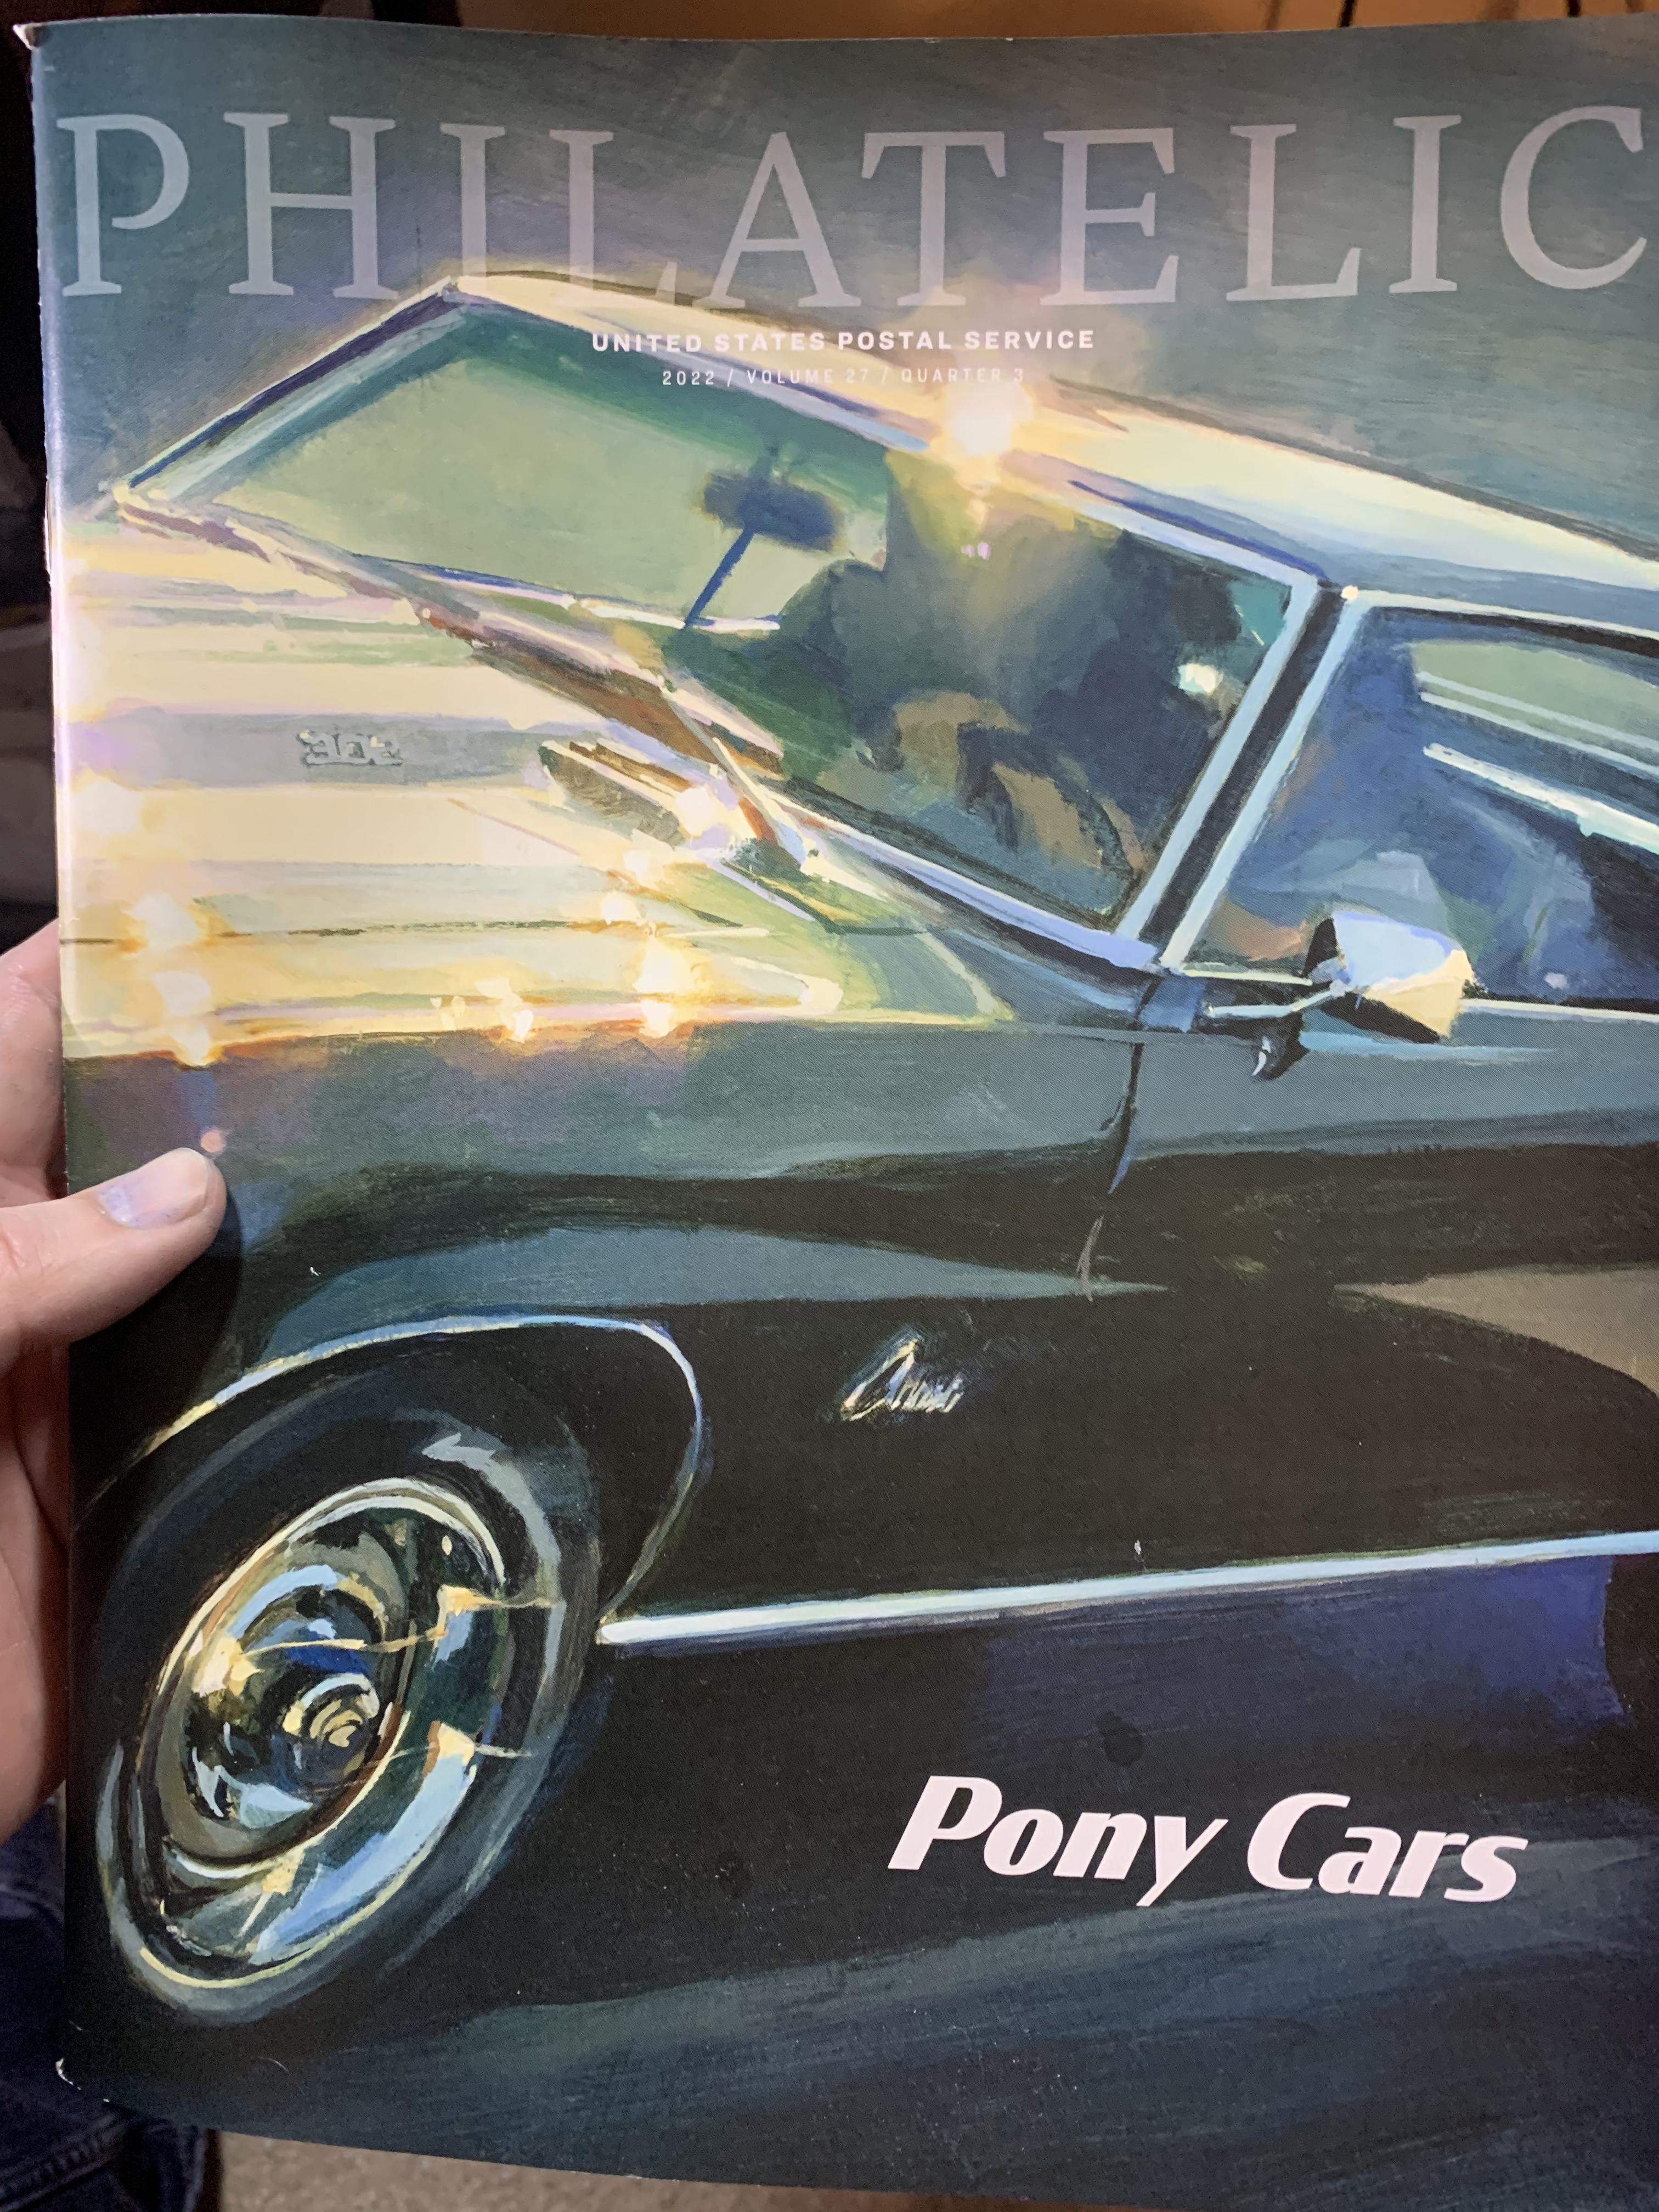 PHILATELIC
UNITED STATES POSTAL SERVICE
2022 / VOLUME 27 / QUARTER 3
Pony Cars